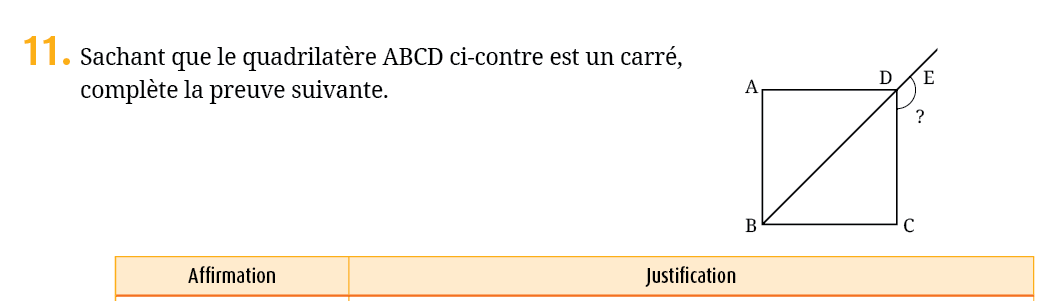 11. Sachant que le quadrilatère ABCD ci-contre est un carré,
complète la preuve suivante.
A
D
E
?
B
C
Affirmation
Justification